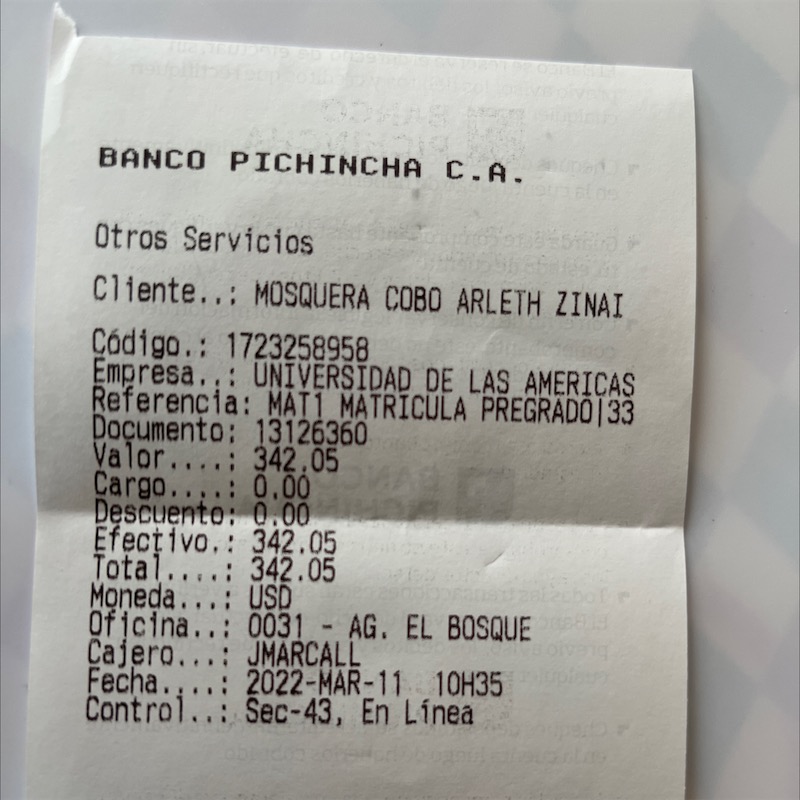 BANCO PICHINCHA C.A.
Otros Servicios
Cliente..: MOSQUERA COBO ARLETH ZINAI
Código.: 1723258958
Empresa..: UNIVERSIDAD DE LAS AMERICAS
Referencia: MAT1 MATRICULA PREGRADO|33
Documento: 13126360
Valor....: 342.05
Cargo....: 0.00
Descuento: 0.00
Efectivo.: 342.05
Total....: 342.05
Moneda...: USD
Oficina..: 0031 - AG. EL BOSQUE
Cajero...: JMARCALL
Fecha....: 2022-MAR-11 10H35
Control..: Sec-43, En Línea